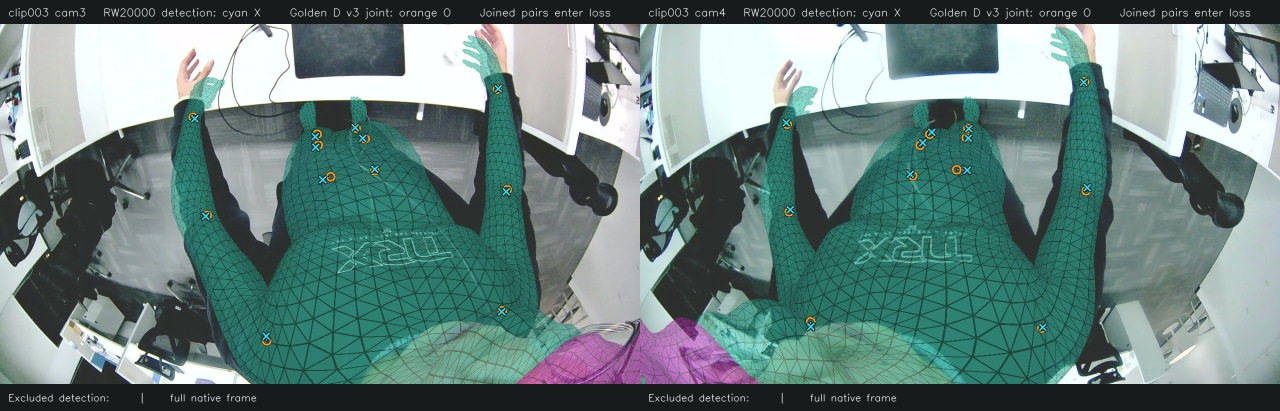 clip003 cam3 RW20000 detection: cyan X Golden D v3 joint: orange O Joined pairs enter loss
clip003 cam4 RW20000 detection: cyan X Golden D v3 joint: orange O Joined pairs enter loss
Excluded detection: | full native frame
Excluded detection: | full native frame